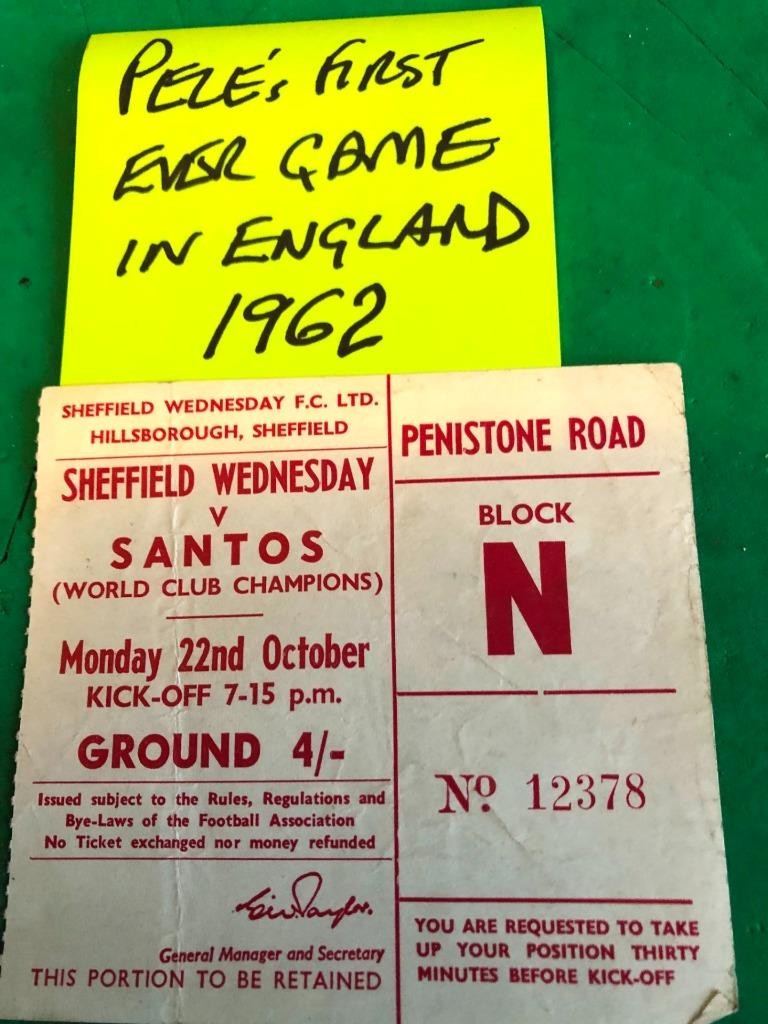 PELE'S FIRST
EVER GAME
IN ENGLAND
1962
SHEFFIELD WEDNESDAY F.C. LTD.
HILLSBOROUGH, SHEFFIELD
SHEFFIELD WEDNESDAY
V
SANTOS
(WORLD CLUB CHAMPIONS)
Monday 22nd October
KICK-OFF 7-15 p.m.
GROUND 4/-
Issued subject to the Rules, Regulations and
Bye-Laws of the Football Association
No Ticket exchanged nor money refunded
Eric Taylor.
General Manager and Secretary
THIS PORTION TO BE RETAINED
PENISTONE ROAD
BLOCK
N
Nº 12378
YOU ARE REQUESTED TO TAKE
UP YOUR POSITION THIRTY
MINUTES BEFORE KICK-OFF